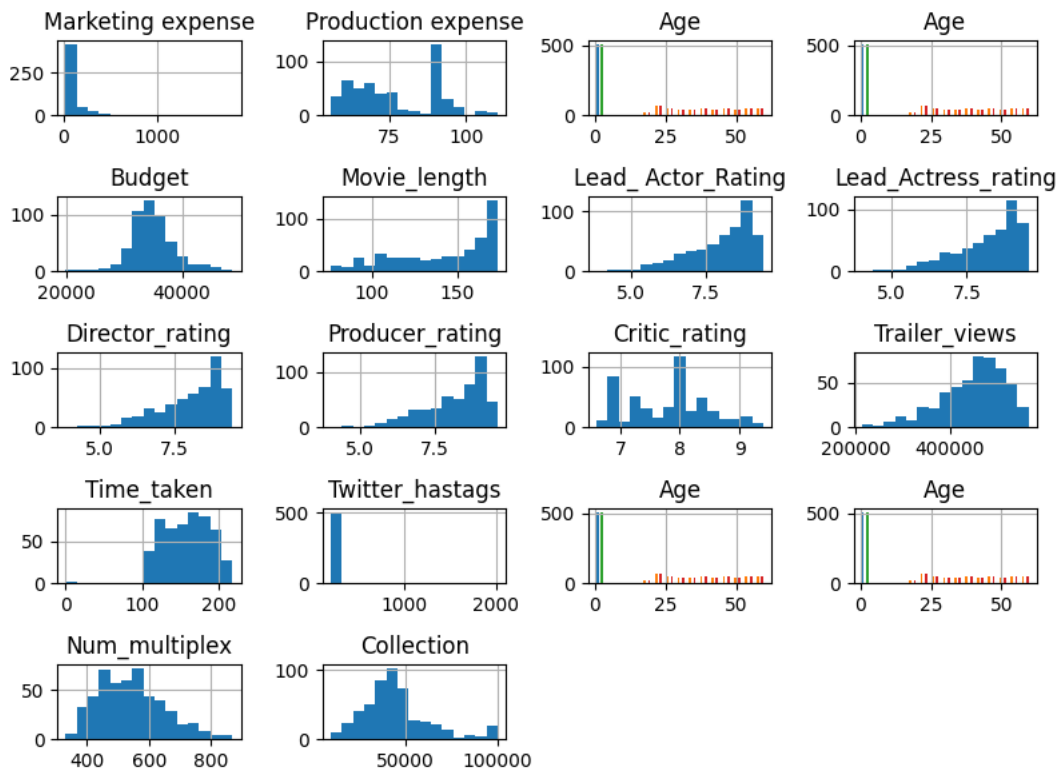 Marketing expense Production expense Age Age
250 100 500 500
0 0 0 0
0 1000 75 100 0 25 50 0 25 50
Budget Movie_length Lead_ Actor_Rating Lead_Actress_rating
100 100 100 100
0 0 0 0
20000 40000 100 150 5.0 7.5 5.0 7.5
Director_rating Producer_rating Critic_rating Trailer_views
100 100 100 50
0 0 0 0
5.0 7.5 5.0 7.5 7 8 9 200000 400000
Time_taken Twitter_hastags Age Age
50 500 500 500
0 0 0 0
0 100 200 1000 2000 0 25 50 0 25 50
Num_multiplex Collection
50 100
0 0
400 600 800 50000 100000